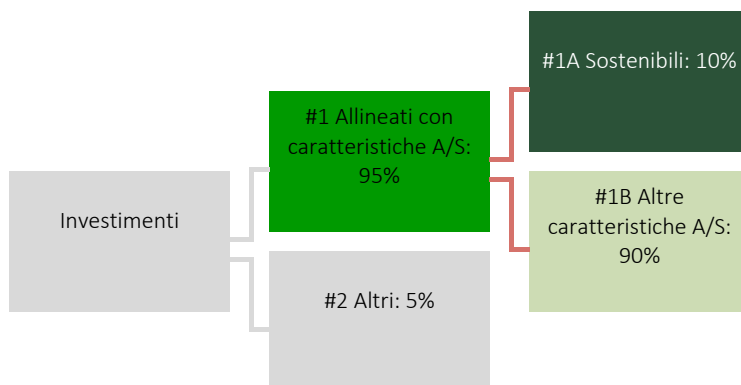 Investimenti
#1 Allineati con
caratteristiche A/S:
95%
#2 Altri: 5%
#1A Sostenibili: 10%
#1B Altre
caratteristiche A/S:
90%